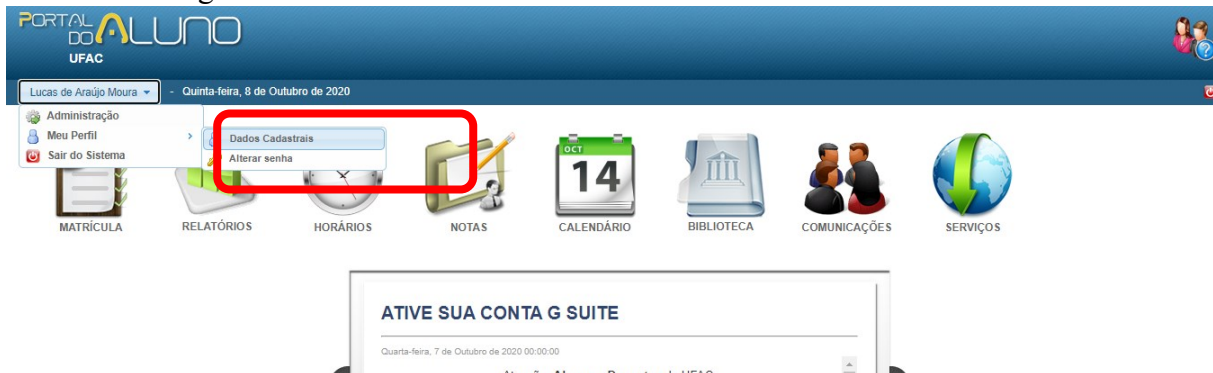 PORTAL
DO ALUNO
UFAC
Lucas de Araújo Moura - Quinta-feira, 8 de Outubro de 2020
Administração
Meu Perfil
Dados Cadastrais
Sair do Sistema
Alterar senha
OCT
14
MATRÍCULA RELATÓRIOS HORÁRIOS NOTAS CALENDÁRIO BIBLIOTECA COMUNICAÇÕES SERVIÇOS
ATIVE SUA CONTA G SUITE
Quarta-feira, 7 de Outubro de 2020 00:00:00